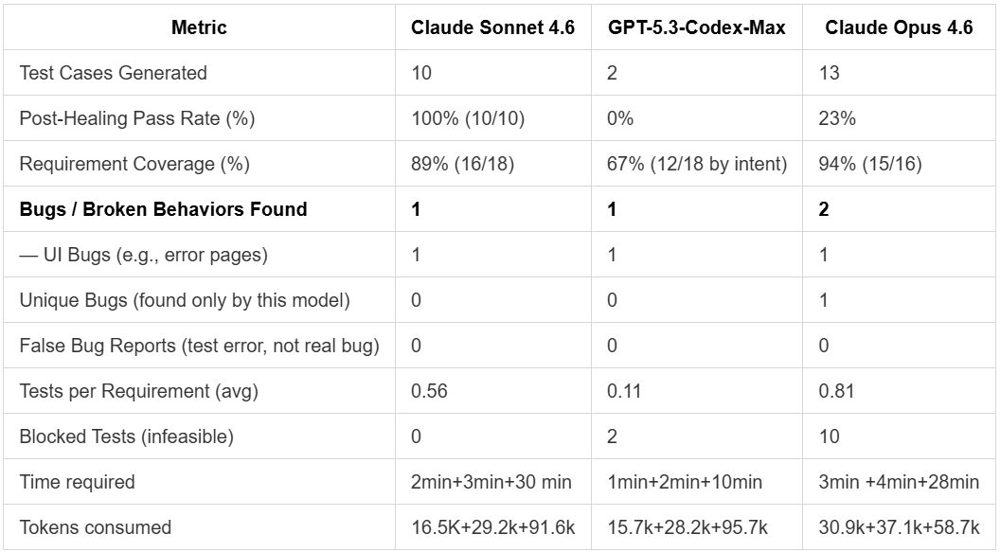 Metric Claude Sonnet 4.6 GPT-5.3-Codex-Max Claude Opus 4.6
Test Cases Generated 10 2 13
Post-Healing Pass Rate (%) 100% (10/10) 0% 23%
Requirement Coverage (%) 89% (16/18) 67% (12/18 by intent) 94% (15/16)
Bugs / Broken Behaviors Found 1 1 2
— UI Bugs (e.g., error pages) 1 1 1
Unique Bugs (found only by this model) 0 0 1
False Bug Reports (test error, not real bug) 0 0 0
Tests per Requirement (avg) 0.56 0.11 0.81
Blocked Tests (infeasible) 0 2 10
Time required 2min+3min+30 min 1min+2min+10min 3min +4min+28min
Tokens consumed 16.5K+29.2k+91.6k 15.7k+28.2k+95.7k 30.9k+37.1k+58.7k